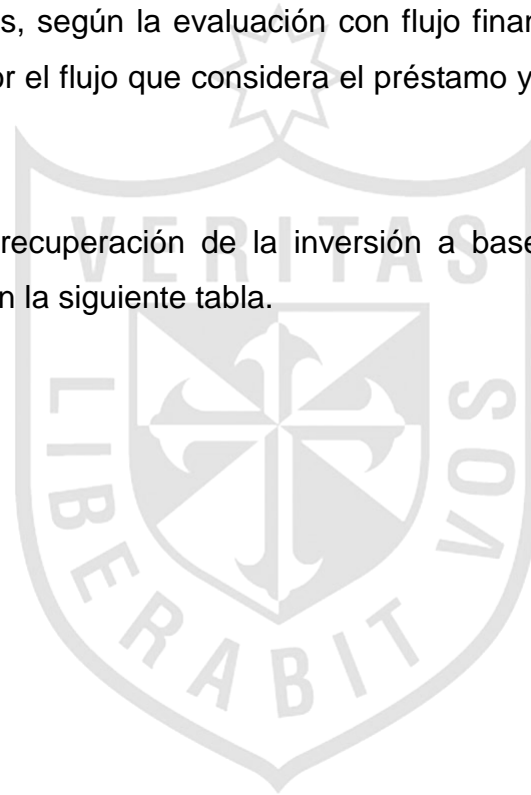 s, según la evaluación con flujo finan
or el flujo que considera el préstamo y
recuperación de la inversión a base
n la siguiente tabla.
VERITAS
LIBERABIT
VOS